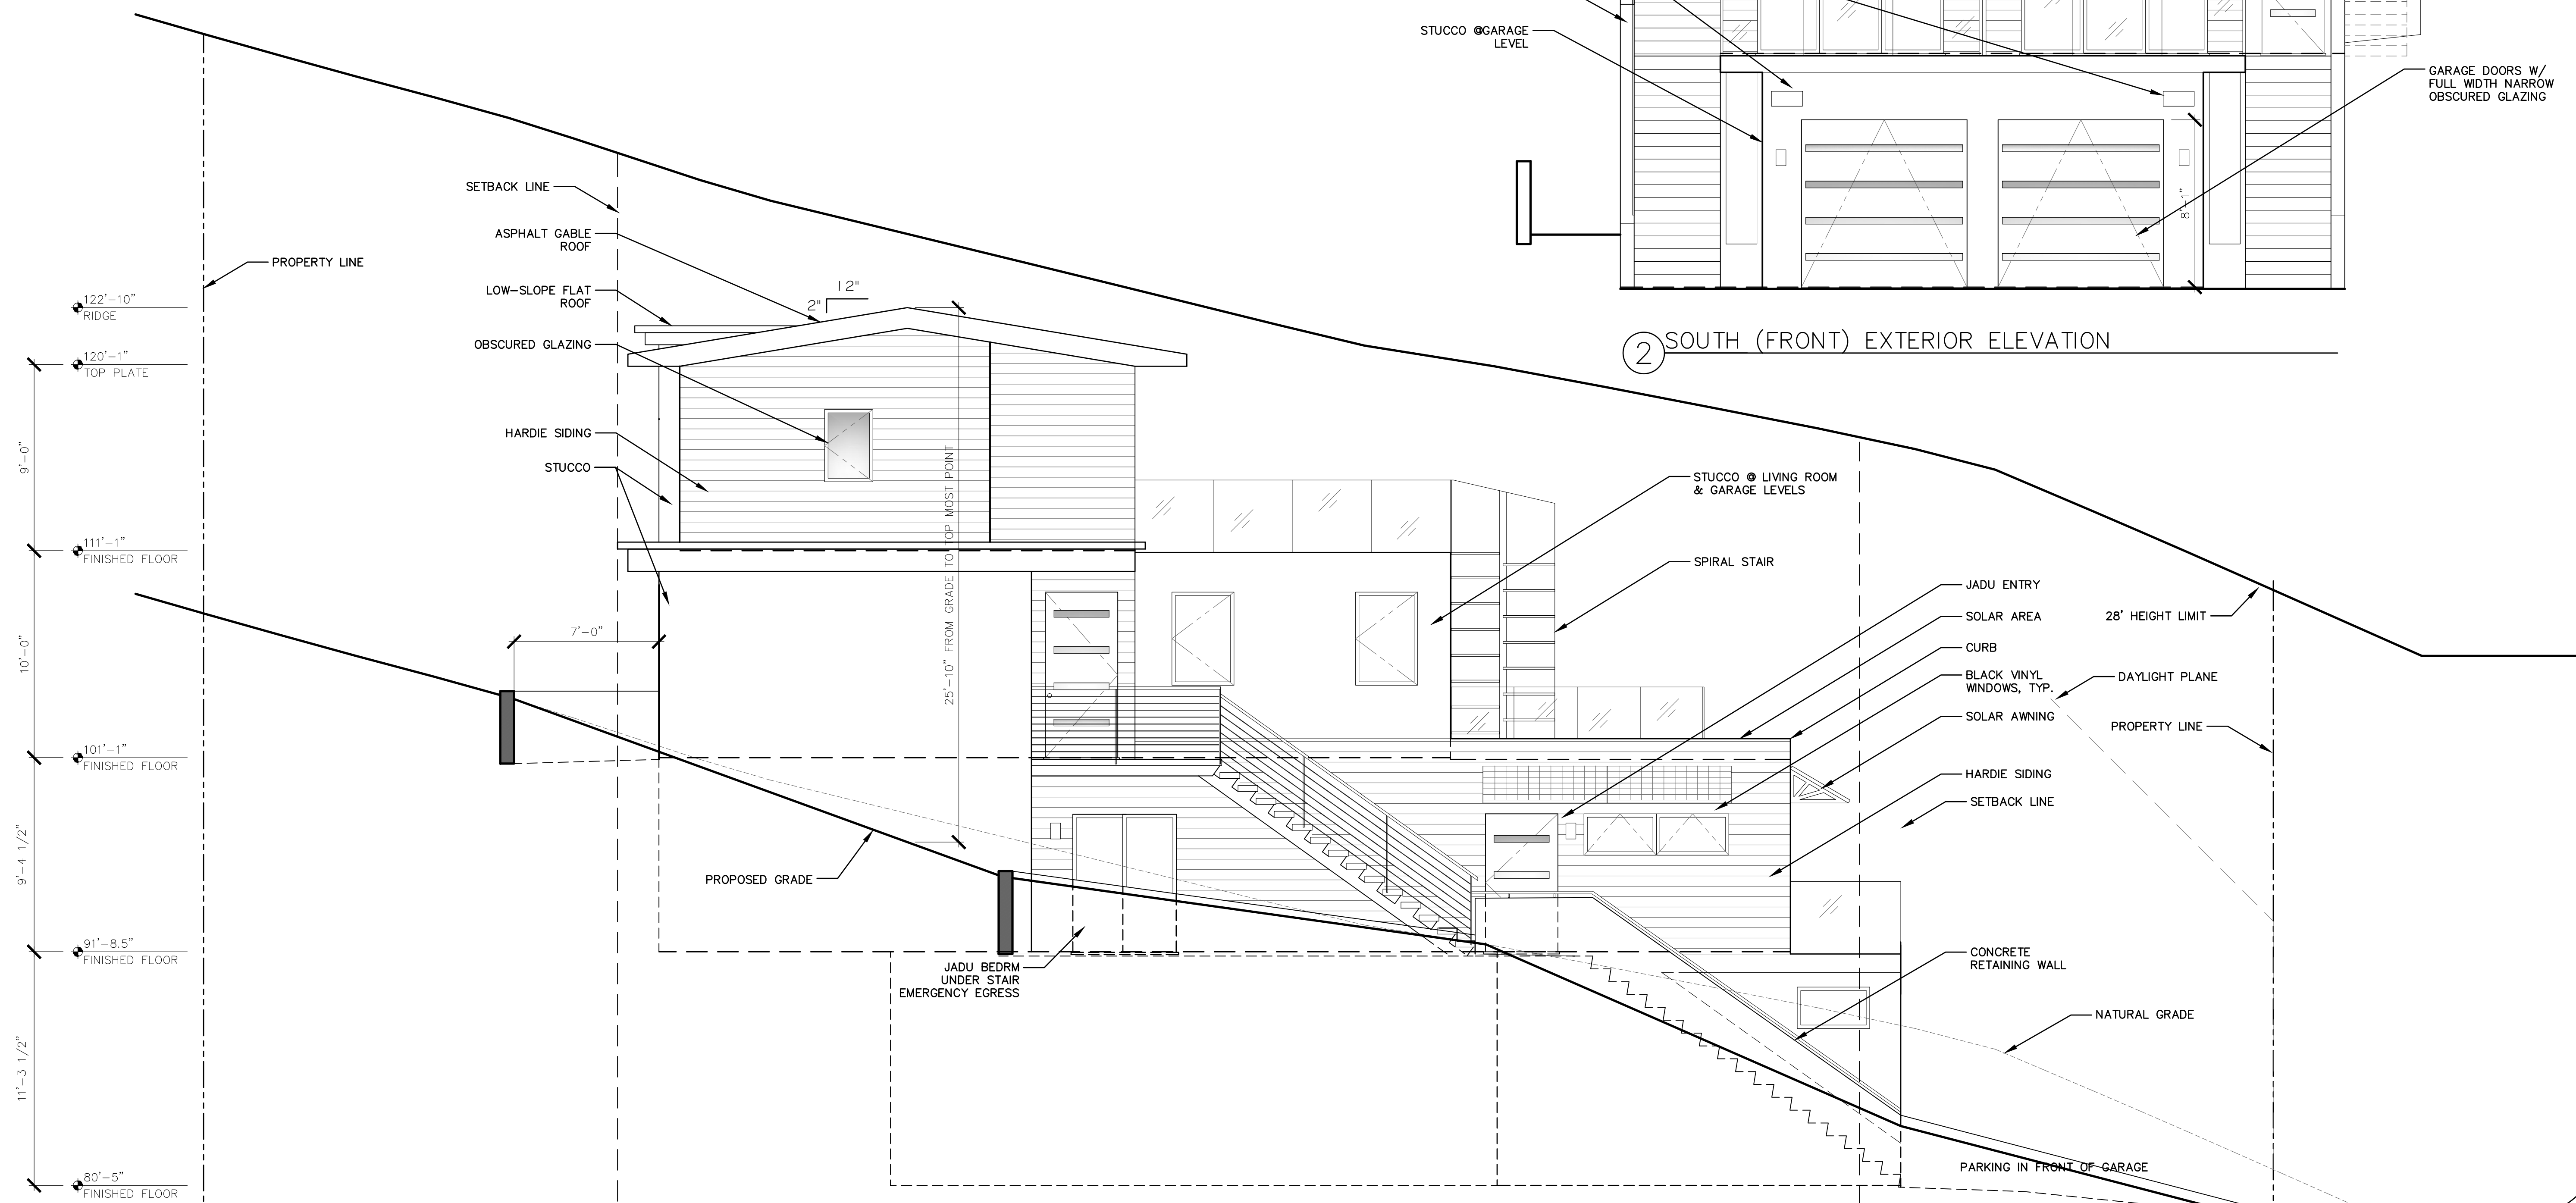 STUCCO @GARAGE
LEVEL
GARAGE DOORS W/
FULL WIDTH NARROW
OBSCURED GLAZING
8'-1"
2
SOUTH (FRONT) EXTERIOR ELEVATION
SETBACK LINE
ASPHALT GABLE
ROOF
PROPERTY LINE
LOW-SLOPE FLAT
ROOF
12"
2"
OBSCURED GLAZING
HARDIE SIDING
STUCCO
122'-10"
RIDGE
120'-1"
TOP PLATE
9'-0"
111'-1"
FINISHED FLOOR
10'-0"
101'-1"
FINISHED FLOOR
9'-4 1/2"
91'-8.5"
FINISHED FLOOR
11'-3 1/2"
80'-5"
FINISHED FLOOR
7'-0"
25'-10" FROM GRADE TO TOP MOST POINT
PROPOSED GRADE
JADU BEDRM
UNDER STAIR
EMERGENCY EGRESS
STUCCO @ LIVING ROOM
& GARAGE LEVELS
SPIRAL STAIR
JADU ENTRY
SOLAR AREA
CURB
BLACK VINYL
WINDOWS, TYP.
SOLAR AWNING
HARDIE SIDING
SETBACK LINE
28' HEIGHT LIMIT
DAYLIGHT PLANE
PROPERTY LINE
CONCRETE
RETAINING WALL
NATURAL GRADE
PARKING IN FRONT OF GARAGE